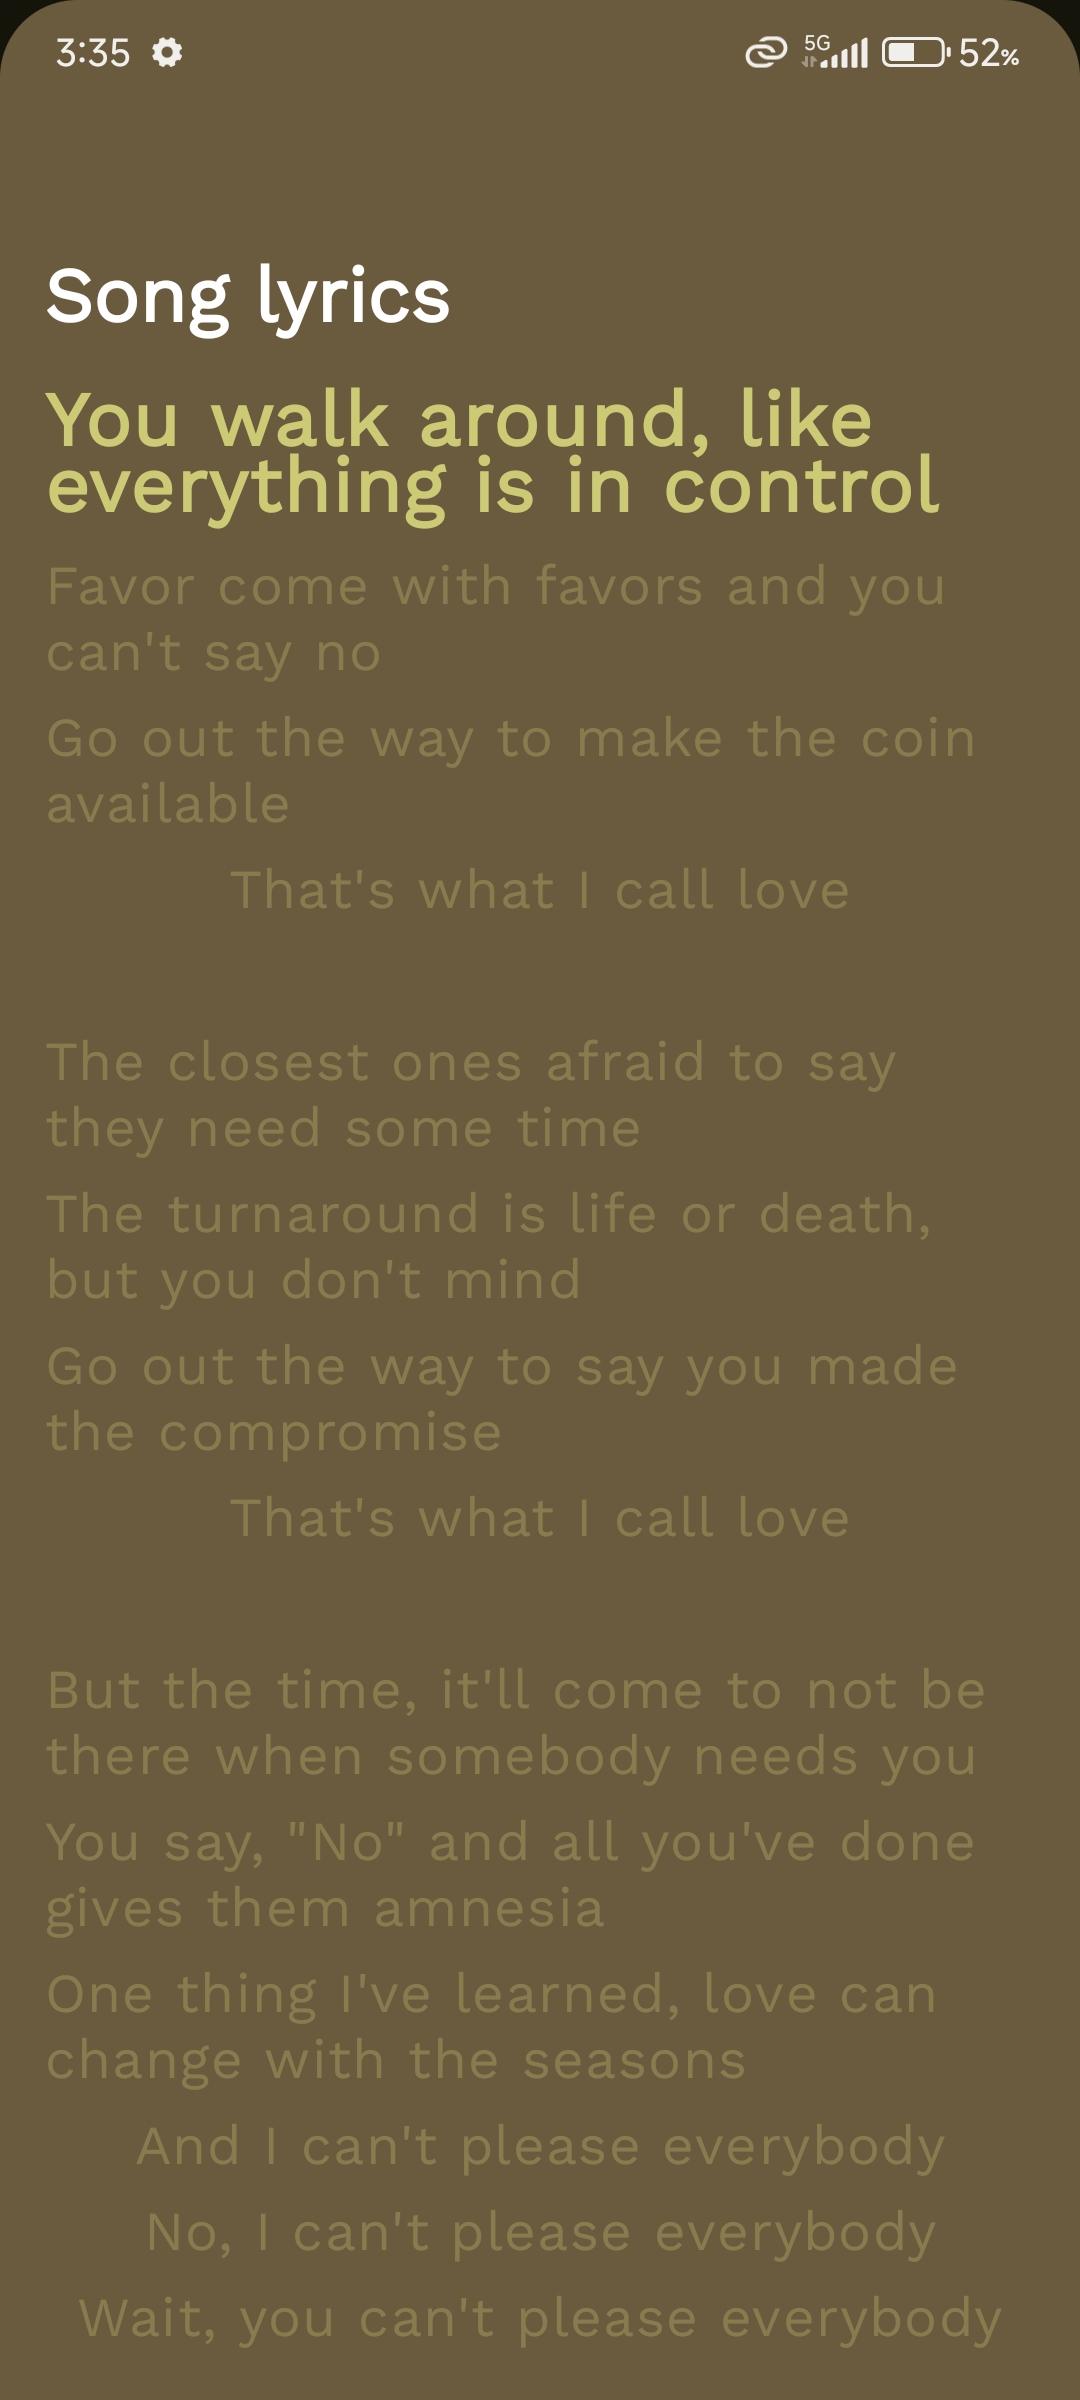 3:35 5G 52%
Song lyrics
You walk around, like
everything is in control
Favor come with favors and you
can't say no
Go out the way to make the coin
available
That's what I call love
The closest ones afraid to say
they need some time
The turnaround is life or death,
but you don't mind
Go out the way to say you made
the compromise
That's what I call love
But the time, it'll come to not be
there when somebody needs you
You say, "No" and all you've done
gives them amnesia
One thing I've learned, love can
change with the seasons
And I can't please everybody
No, I can't please everybody
Wait, you can't please everybody